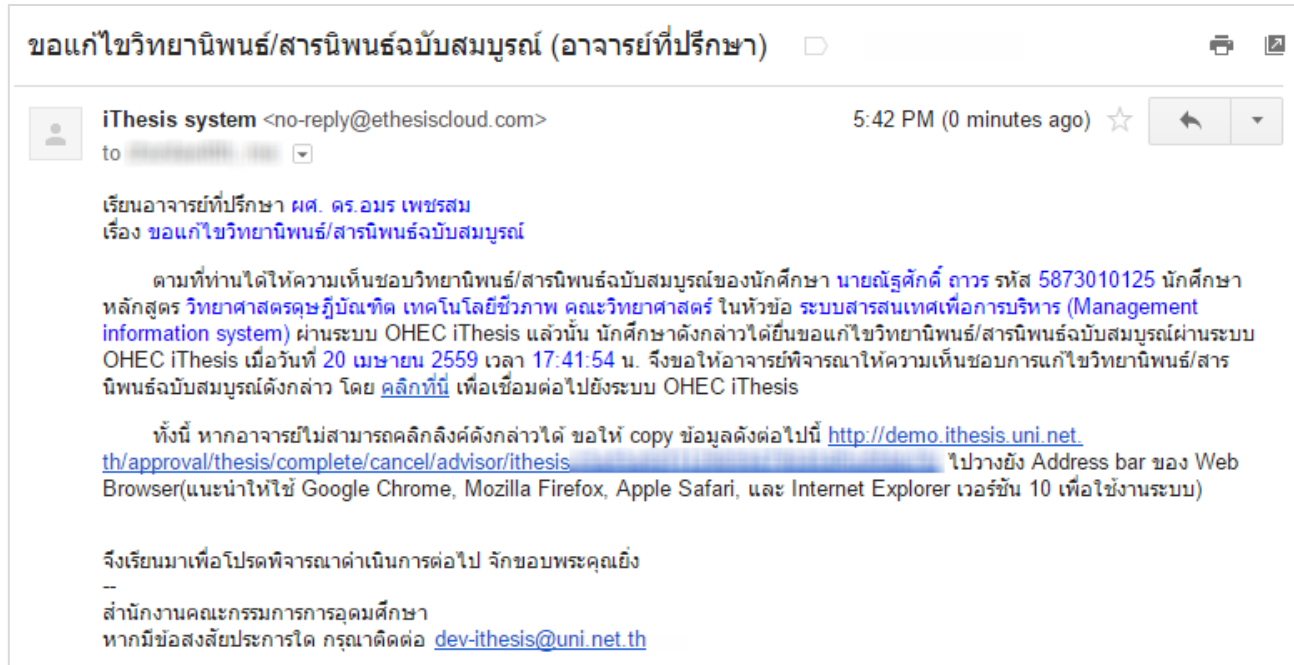 ขอแก้ไขวิทยานิพนธ์/สารนิพนธ์ฉบับสมบูรณ์ (อาจารย์ที่ปรึกษา)
iThesis system <no-reply@ethesiscloud.com>
5:42 PM (0 minutes ago)
to
เรียนอาจารย์ที่ปรึกษา ผศ. ดร.อมร เพชรสม
เรื่อง ขอแก้ไขวิทยานิพนธ์/สารนิพนธ์ฉบับสมบูรณ์
ตามที่ท่านได้ให้ความเห็นชอบวิทยานิพนธ์/สารนิพนธ์ฉบับสมบูรณ์ของนักศึกษา นายณัฐศักดิ์ ถาวร รหัส 5873010125 นักศึกษา
หลักสูตร วิทยาศาสตรดุษฎีบัณฑิต เทคโนโลยีชีวภาพ คณะวิทยาศาสตร์ ในหัวข้อ ระบบสารสนเทศเพื่อการบริหาร (Management
information system) ผ่านระบบ OHEC iThesis แล้วนั้น นักศึกษาดังกล่าวได้ยื่นขอแก้ไขวิทยานิพนธ์/สารนิพนธ์ฉบับสมบูรณ์ผ่านระบบ
OHEC iThesis เมื่อวันที่ 20 เมษายน 2559 เวลา 17:41:54 น. จึงขอให้อาจารย์พิจารณาให้ความเห็นชอบการแก้ไขวิทยานิพนธ์/สาร
นิพนธ์ฉบับสมบูรณ์ดังกล่าว โดย คลิกที่นี่ เพื่อเชื่อมต่อไปยังระบบ OHEC iThesis
ทั้งนี้ หากอาจารย์ไม่สามารถคลิกลิงค์ดังกล่าวได้ ขอให้ copy ข้อมูลดังต่อไปนี้ http://demo.ithesis.uni.net.
th/approval/thesis/complete/cancel/advisor/ithesis ไปวางยัง Address bar ของ Web
Browser(แนะนำให้ใช้ Google Chrome, Mozilla Firefox, Apple Safari, และ Internet Explorer เวอร์ชัน 10 เพื่อใช้งานระบบ)
จึงเรียนมาเพื่อโปรดพิจารณาดำเนินการต่อไป จักขอบพระคุณยิ่ง
--
สำนักงานคณะกรรมการการอุดมศึกษา
หากมีข้อสงสัยประการใด กรุณาติดต่อ dev-ithesis@uni.net.th